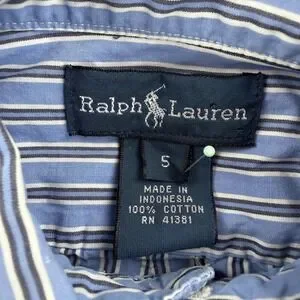 Ralph Lauren
5
MADE IN
INDONESIA
100% COTTON
RN 41381